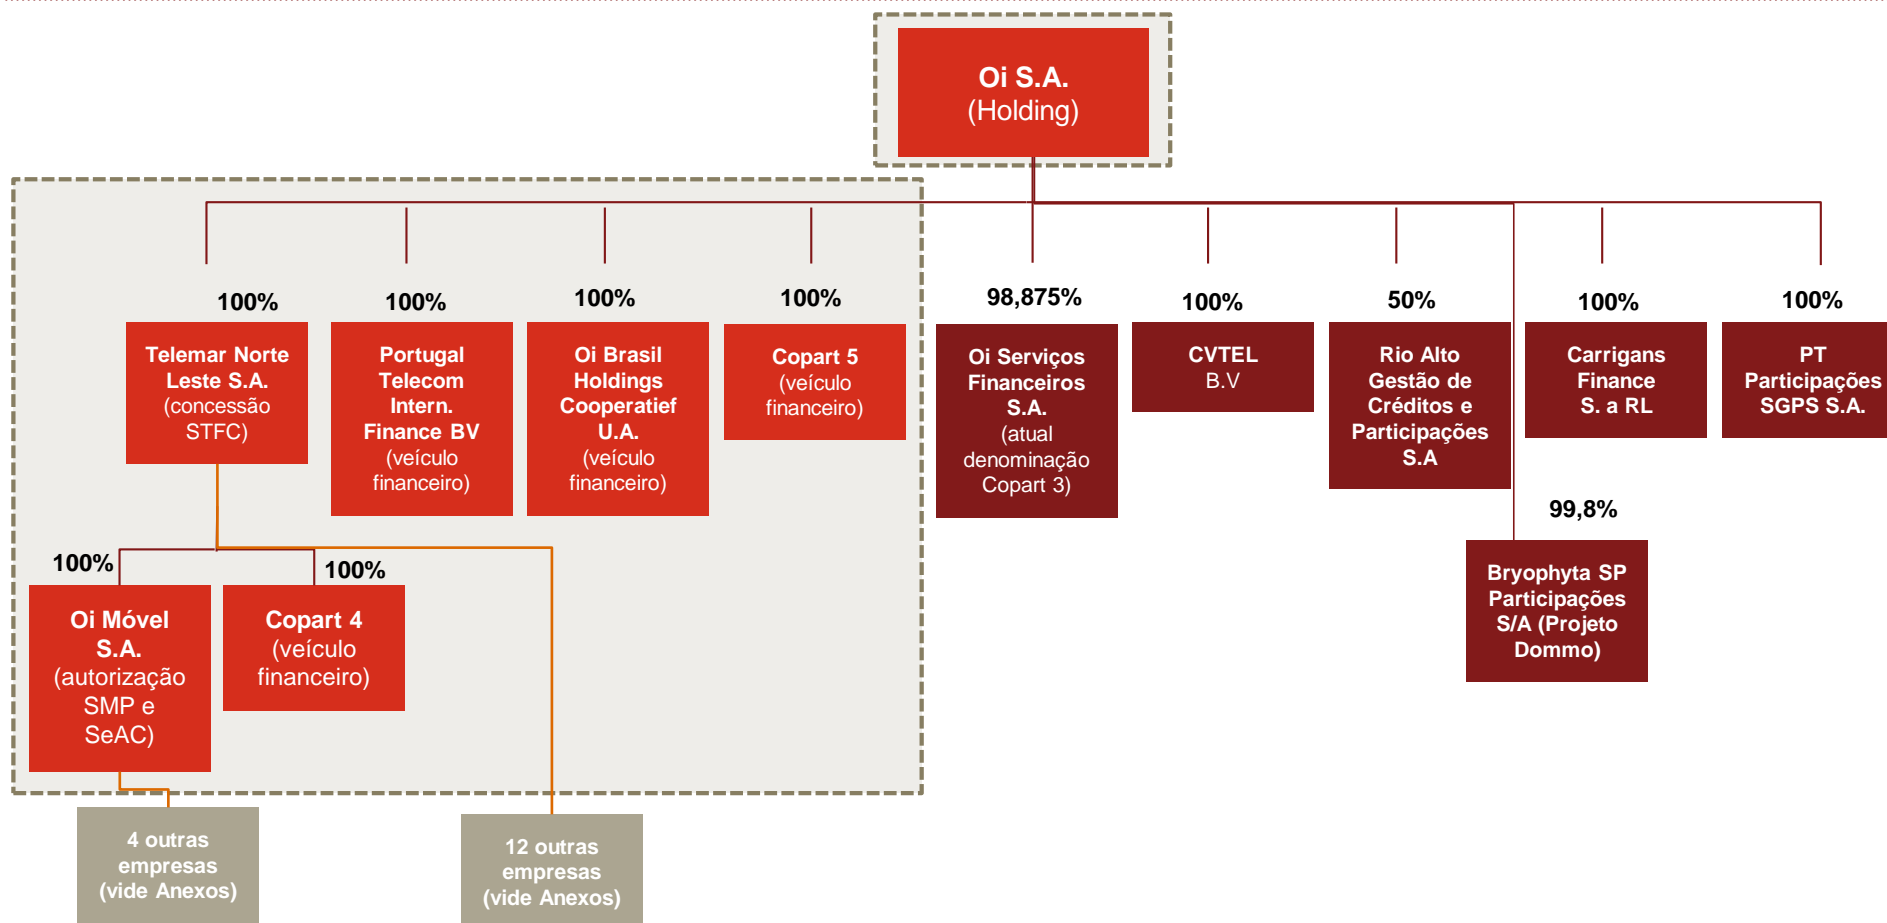 Oi S.A.
(Holding)
100%
100%
100%
100%
98,875%
100%
50%
100%
100%
Telemar Norte
Leste S.A.
(concessão
STFC)
Portugal
Telecom
Intern.
Finance BV
(veículo
financeiro)
Oi Brasil
Holdings
Cooperatief
U.A.
(veículo
financeiro)
Copart 5
(veículo
financeiro)
Oi Serviços
Financeiros
S.A.
(atual
denominação
Copart 3)
CVTEL
B.V
Rio Alto
Gestão de
Créditos e
Participações
S.A
Carrigans
Finance
S. a RL
PT
Participações
SGPS S.A.
99,8%
Bryophyta SP
Participações
S/A (Projeto
Dommo)
100%
100%
Oi Móvel
S.A.
(autorização
SMP e
SeAC)
Copart 4
(veículo
financeiro)
4 outras
empresas
(vide Anexos)
12 outras
empresas
(vide Anexos)